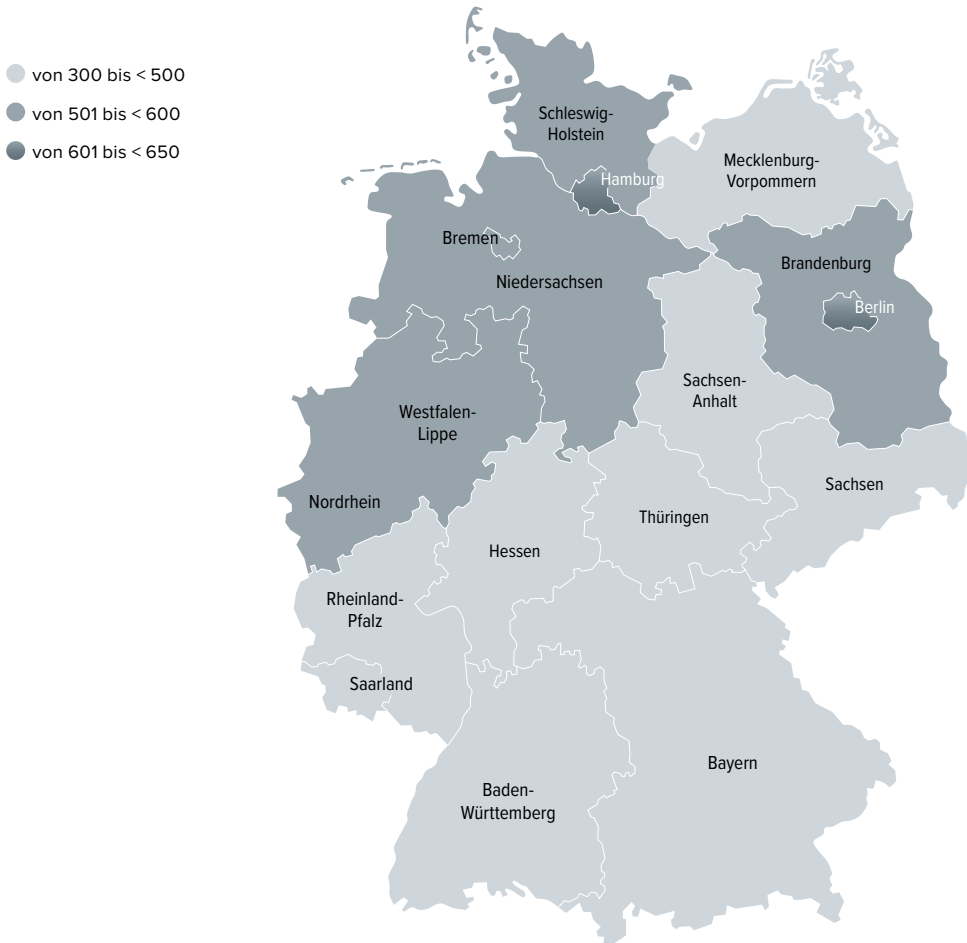 von 300 bis < 500
von 501 bis < 600
von 601 bis < 650
Schleswig-
Holstein
Hamburg
Mecklenburg-
Vorpommern
Bremen
Niedersachsen
Brandenburg
Berlin
Sachsen-
Anhalt
Westfalen-
Lippe
Nordrhein
Sachsen
Thüringen
Hessen
Rheinland-
Pfalz
Saarland
Bayern
Baden-
Württemberg